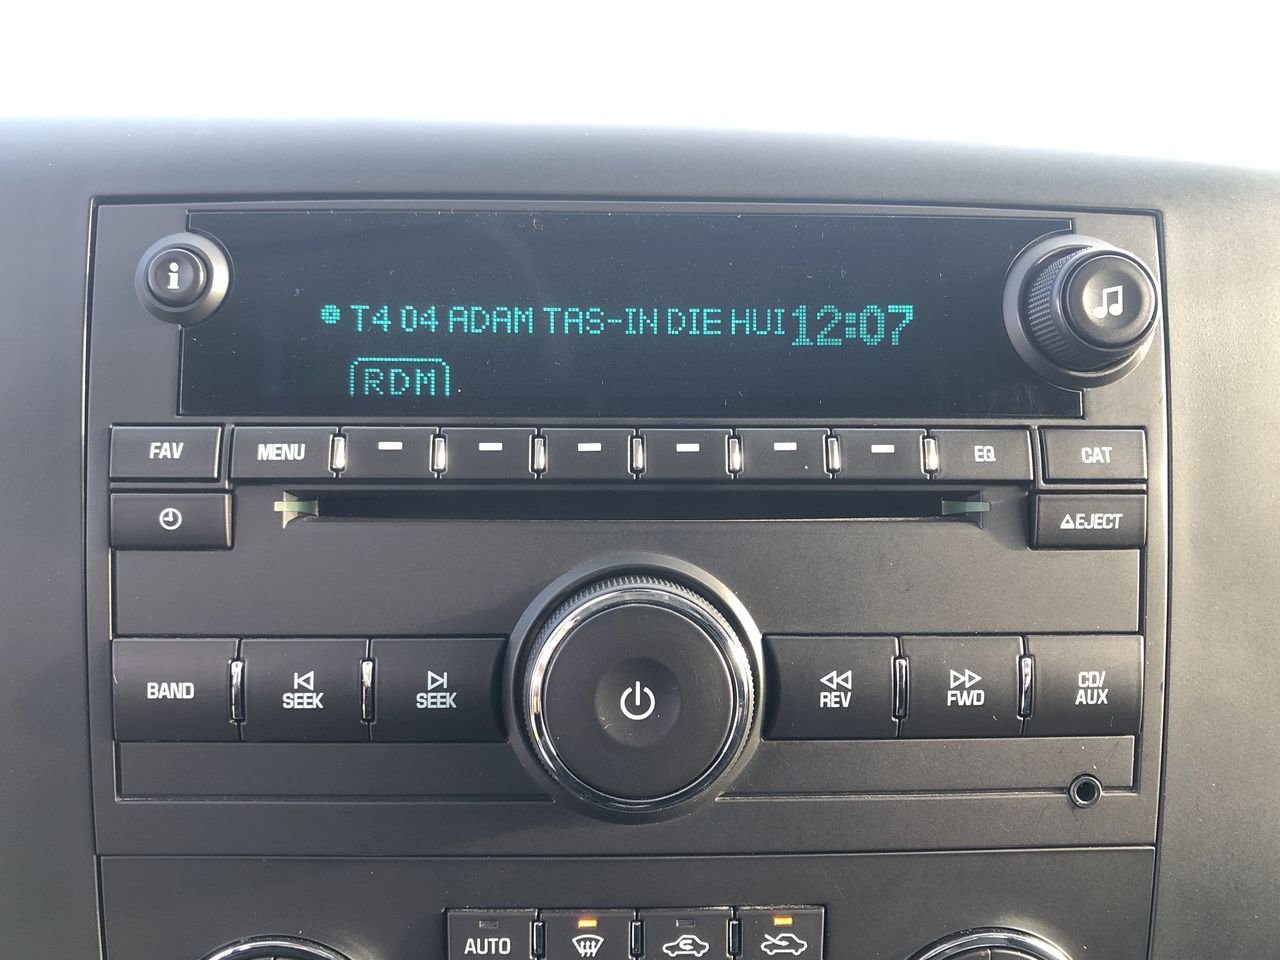 T4 04 ADAM TAS-IN DIE HUI 12:07
RDM
FAV
MENU
EQ
CAT
EJECT
BAND
SEEK
SEEK
REV
FWD
CD/
AUX
AUTO